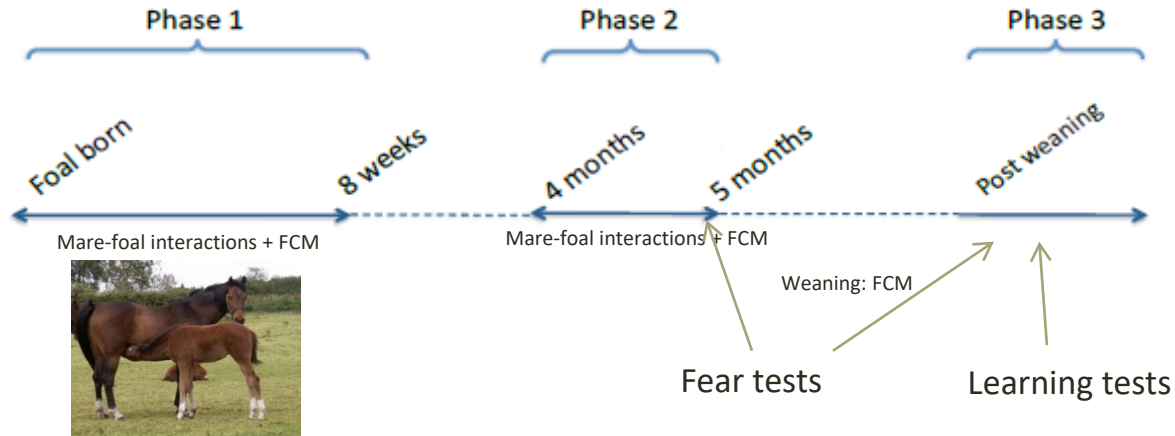 Phase 1
Phase 2
Phase 3
Foal born
8 weeks
4 months
5 months
Post weaning
Mare-foal interactions + FCM
Mare-foal interactions + FCM
Weaning: FCM
Fear tests
Learning tests